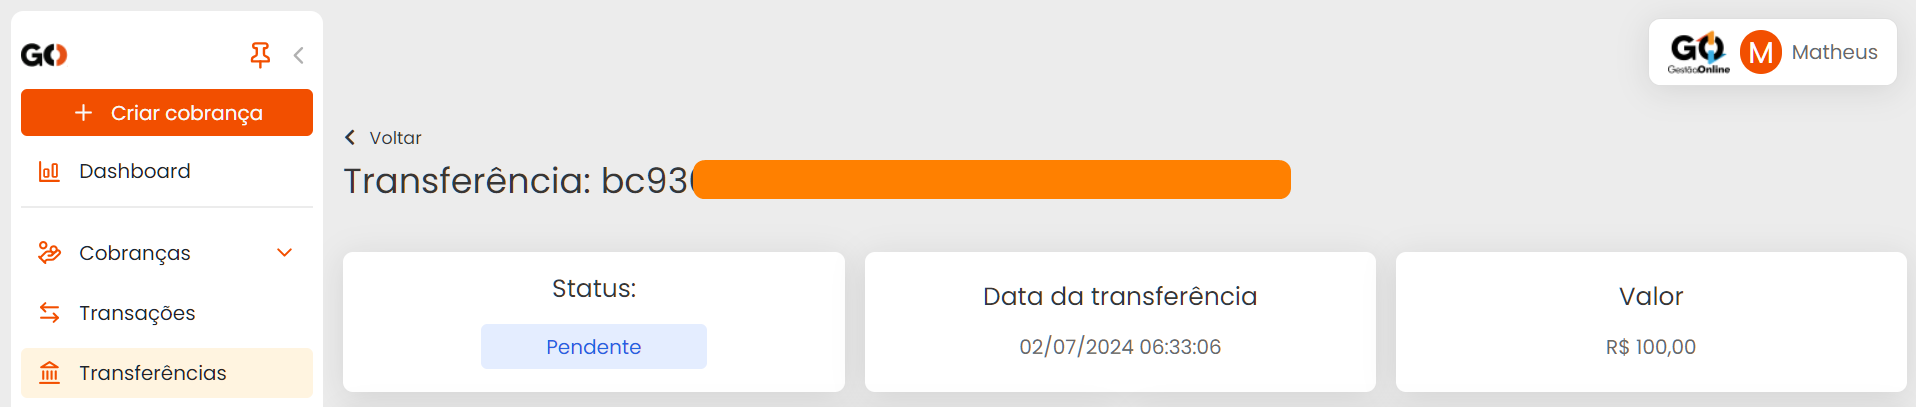 GO
Criar cobrança
Dashboard
Cobranças
Transações
Transferências
GO
GestãoOnline
M
Matheus
Voltar
Transferência: bc93
Status:
Pendente
Data da transferência
02/07/2024 06:33:06
Valor
R$ 100,00